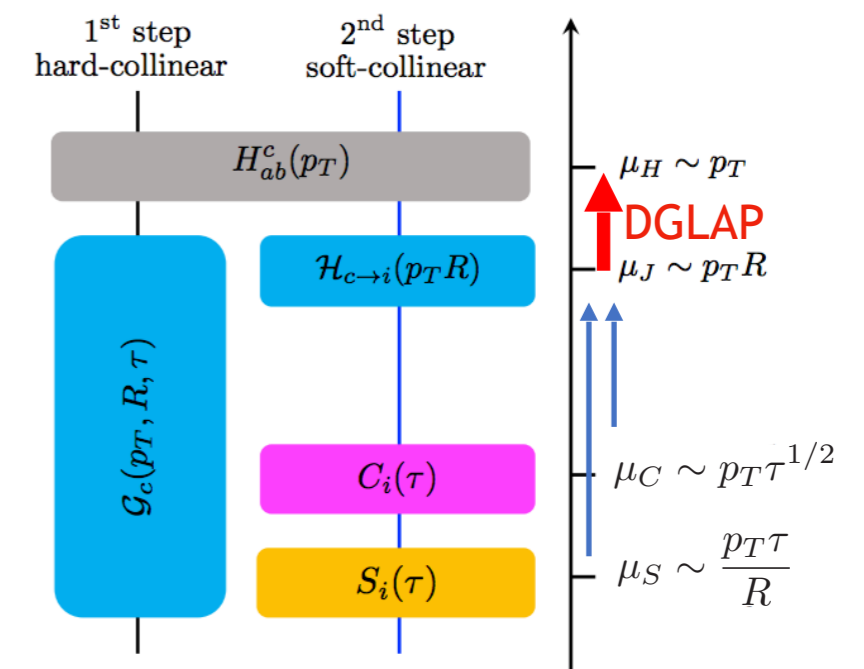 1st step
hard-collinear
2nd step
soft-collinear
H^c_{ab}(p_T)
μ_H ∼ p_T
DGLAP
𝓗_{c→i}(p_T R)
μ_J ∼ p_T R
𝓖_c(p_T, R, τ)
C_i(τ)
μ_C ∼ p_T τ^{1/2}
S_i(τ)
μ_S ∼ \frac{p_T τ}{R}